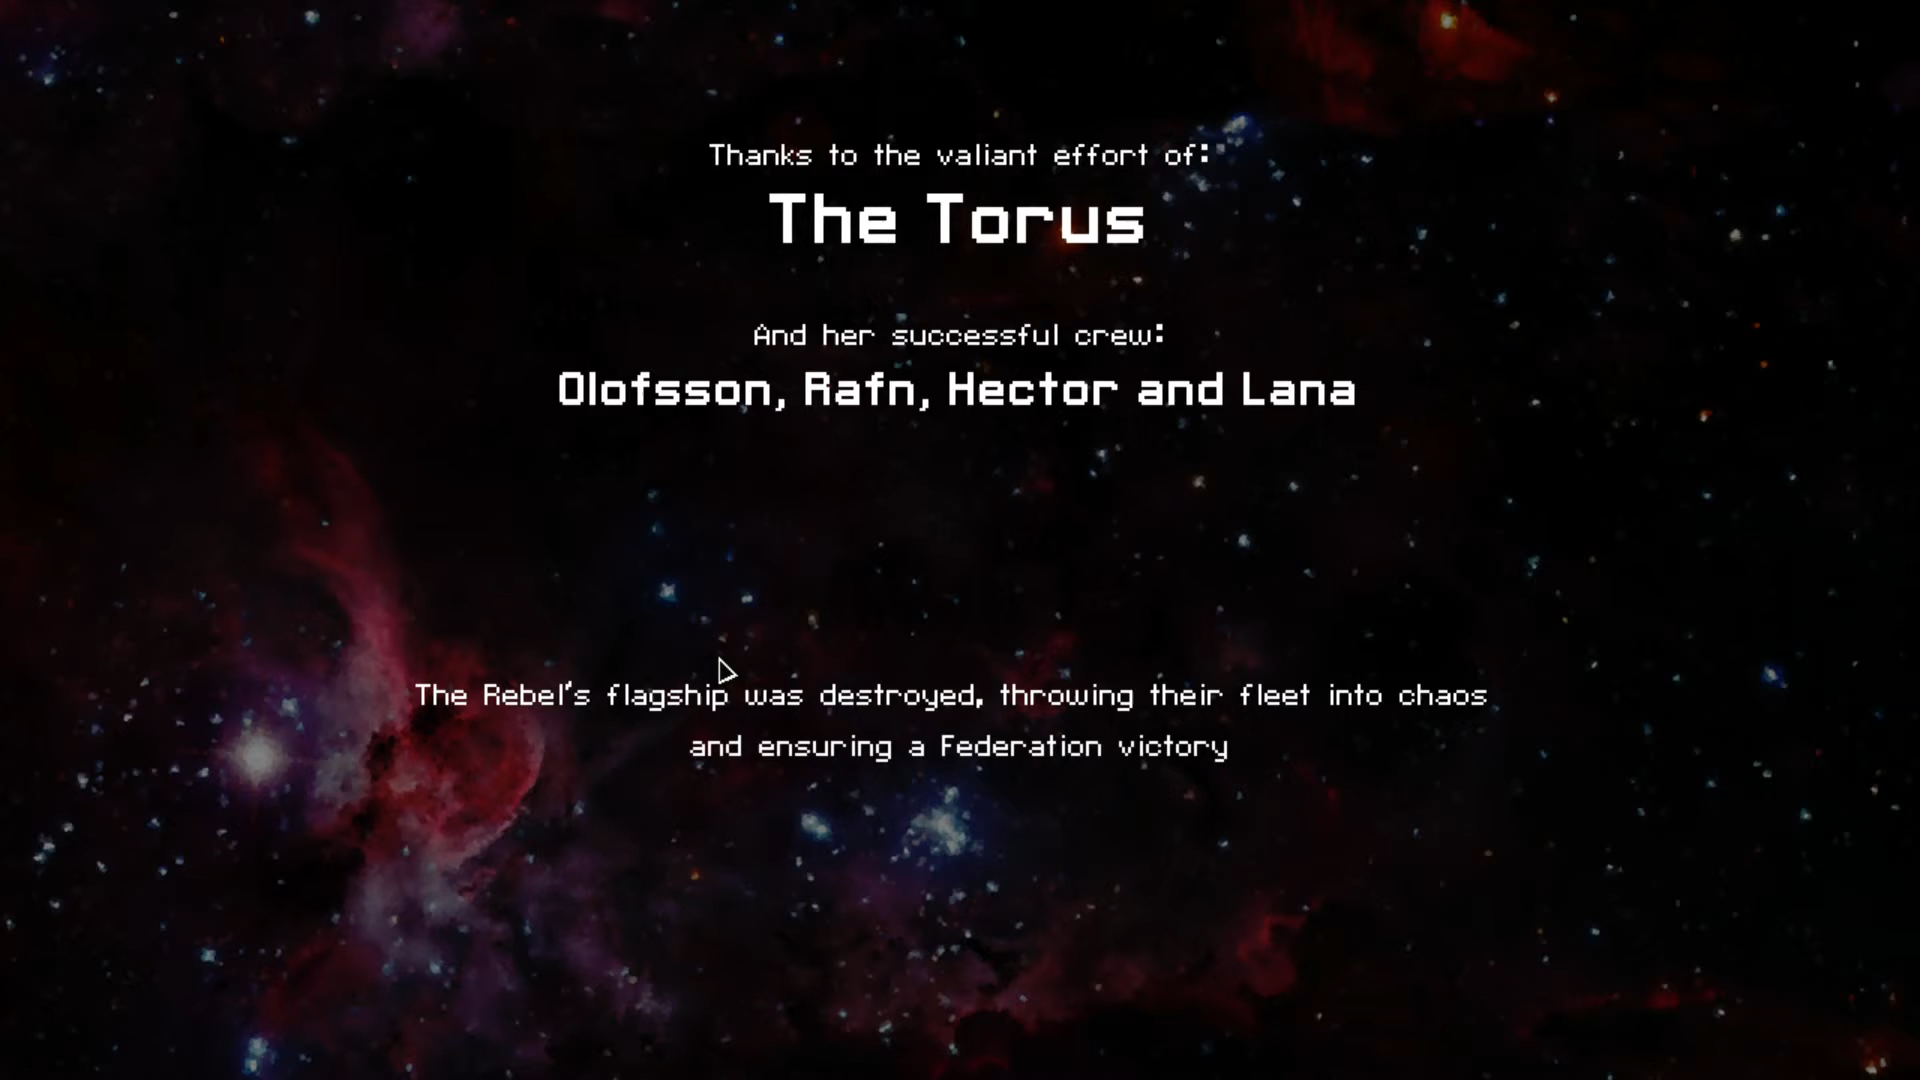 Thanks to the valiant effort of:
The Torus
And her successful crew:
Olofsson, Rafn, Hector and Lana
The Rebel's flagship was destroyed, throwing their fleet into chaos
and ensuring a Federation victory